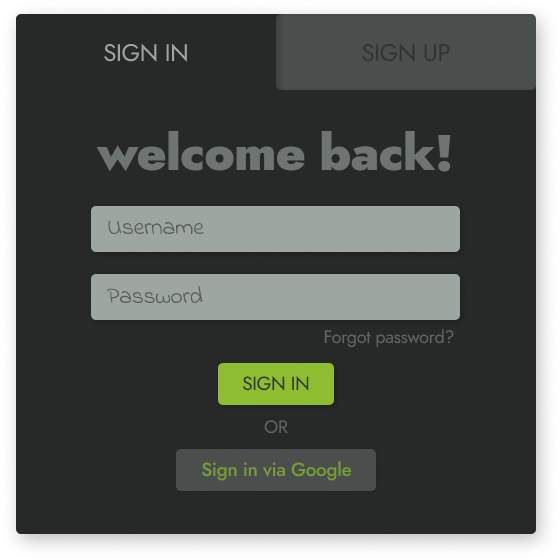 SIGN IN
SIGN UP
welcome back!
Username
Password
Forgot password?
SIGN IN
OR
Sign in via Google